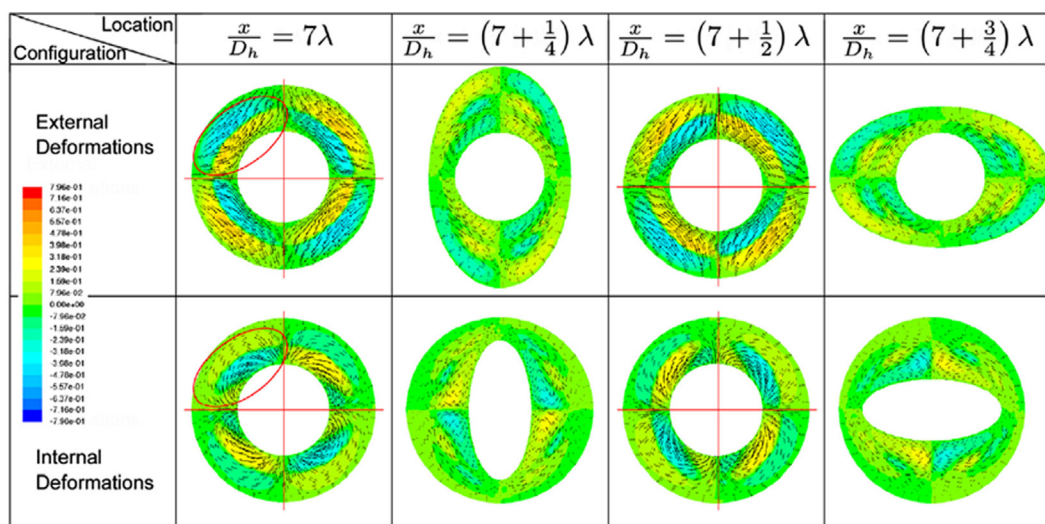 Location
Configuration
x/D_h = 7λ
x/D_h = (7 + 1/4) λ
x/D_h = (7 + 1/2) λ
x/D_h = (7 + 3/4) λ
External
Deformations
7.96e-01
7.16e-01
6.37e-01
5.57e-01
4.78e-01
3.98e-01
3.18e-01
2.39e-01
1.59e-01
7.96e-02
0.00e+00
-7.96e-02
-1.59e-01
-2.39e-01
-3.18e-01
-3.98e-01
-4.78e-01
-5.57e-01
-6.37e-01
-7.16e-01
-7.96e-01
Internal
Deformations